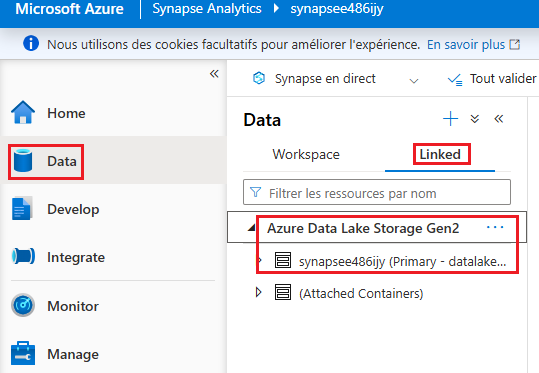 Microsoft Azure Synapse Analytics synapsee486ijy
Nous utilisons des cookies facultatifs pour améliorer l'expérience. En savoir plus
Synapse en direct Tout valider
Home
Data
Develop
Integrate
Monitor
Manage
Data
Workspace Linked
Filtrer les ressources par nom
Azure Data Lake Storage Gen2 ...
synapsee486ijy (Primary - datalake...
(Attached Containers)